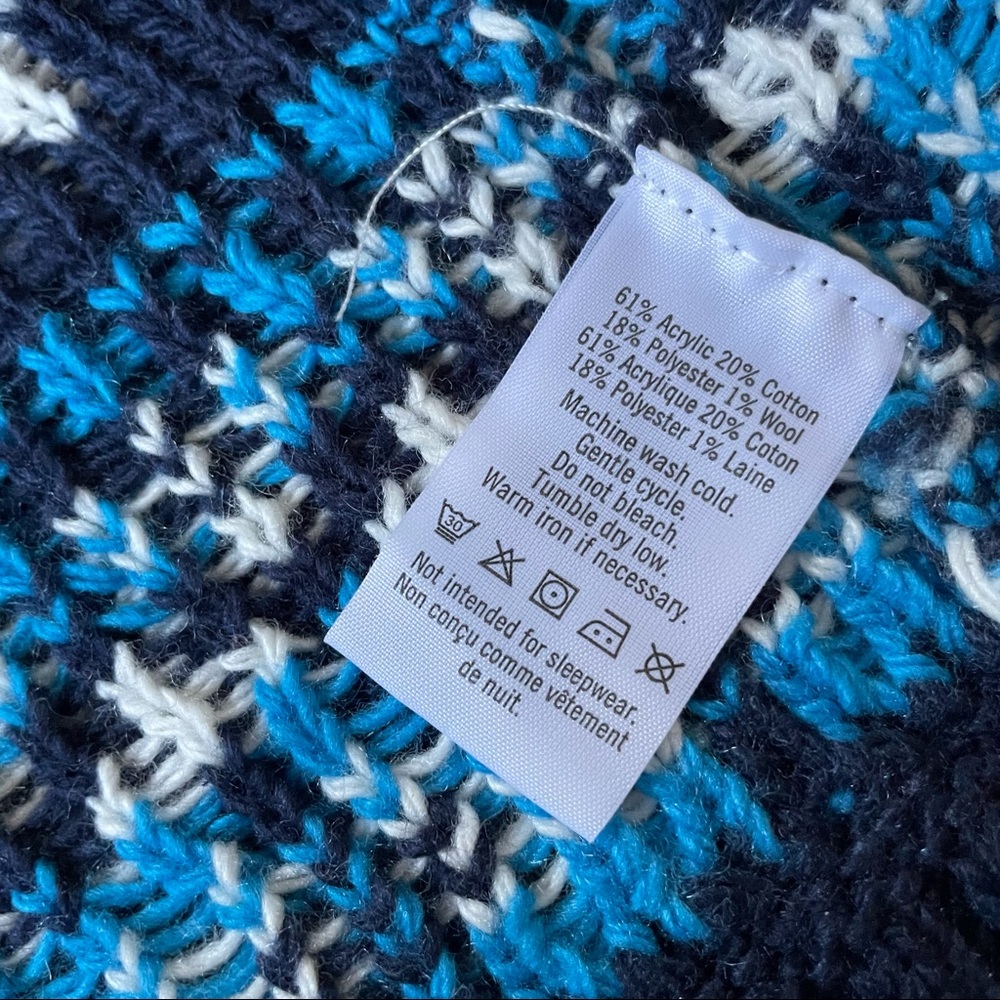 61% Acrylic 20% Cotton
18% Polyester 1% Wool
61% Acrylique 20% Coton
18% Polyester 1% Laine
Machine wash cold.
Gentle cycle.
Do not bleach.
Tumble dry low.
Warm iron if necessary.
30
Not intended for sleepwear.
Non conçu comme vêtement
de nuit.